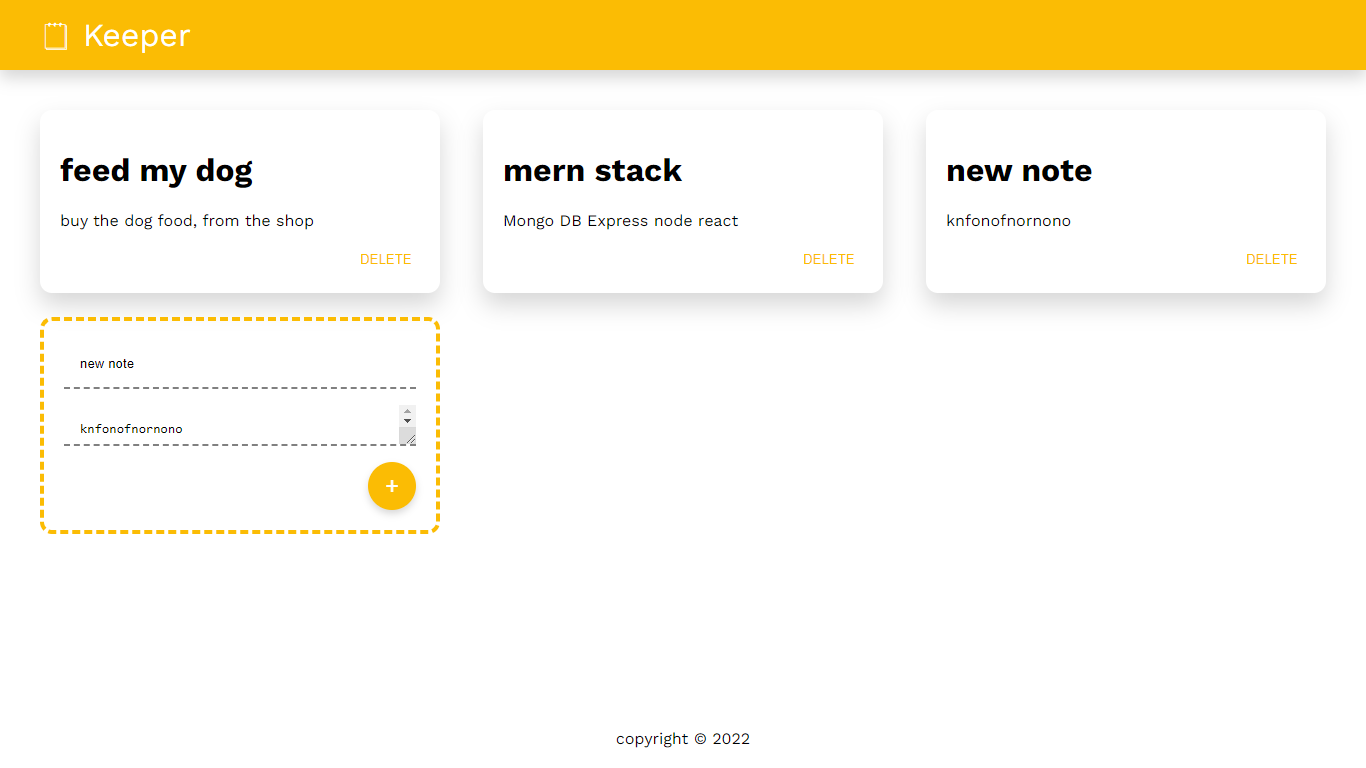 Keeper
feed my dog
buy the dog food, from the shop
DELETE
mern stack
Mongo DB Express node react
DELETE
new note
knfonofnornono
DELETE
new note
knfonofnornono
+
copyright © 2022